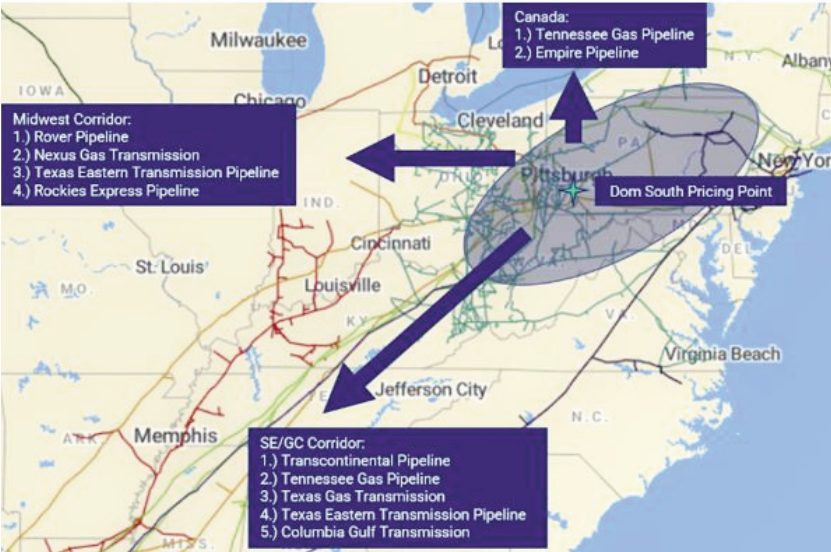 Canada:
1.) Tennessee Gas Pipeline
2.) Empire Pipeline
Milwaukee
Detroit
N.Y.
Albany
IOWA
Chicago
Midwest Corridor:
1.) Rover Pipeline
2.) Nexus Gas Transmission
3.) Texas Eastern Transmission Pipeline
4.) Rockies Express Pipeline
Cleveland
PA
OHIO
Pittsburgh
New York
Dom South Pricing Point
IND.
DEL
Cincinnati
St. Louis
MO.
Louisville
KY
VA.
Virginia Beach
Jefferson City
N.C.
ARK
Memphis
SE/GC Corridor:
1.) Transcontinental Pipeline
2.) Tennessee Gas Pipeline
3.) Texas Gas Transmission
4.) Texas Eastern Transmission Pipeline
5.) Columbia Gulf Transmission
MISS.